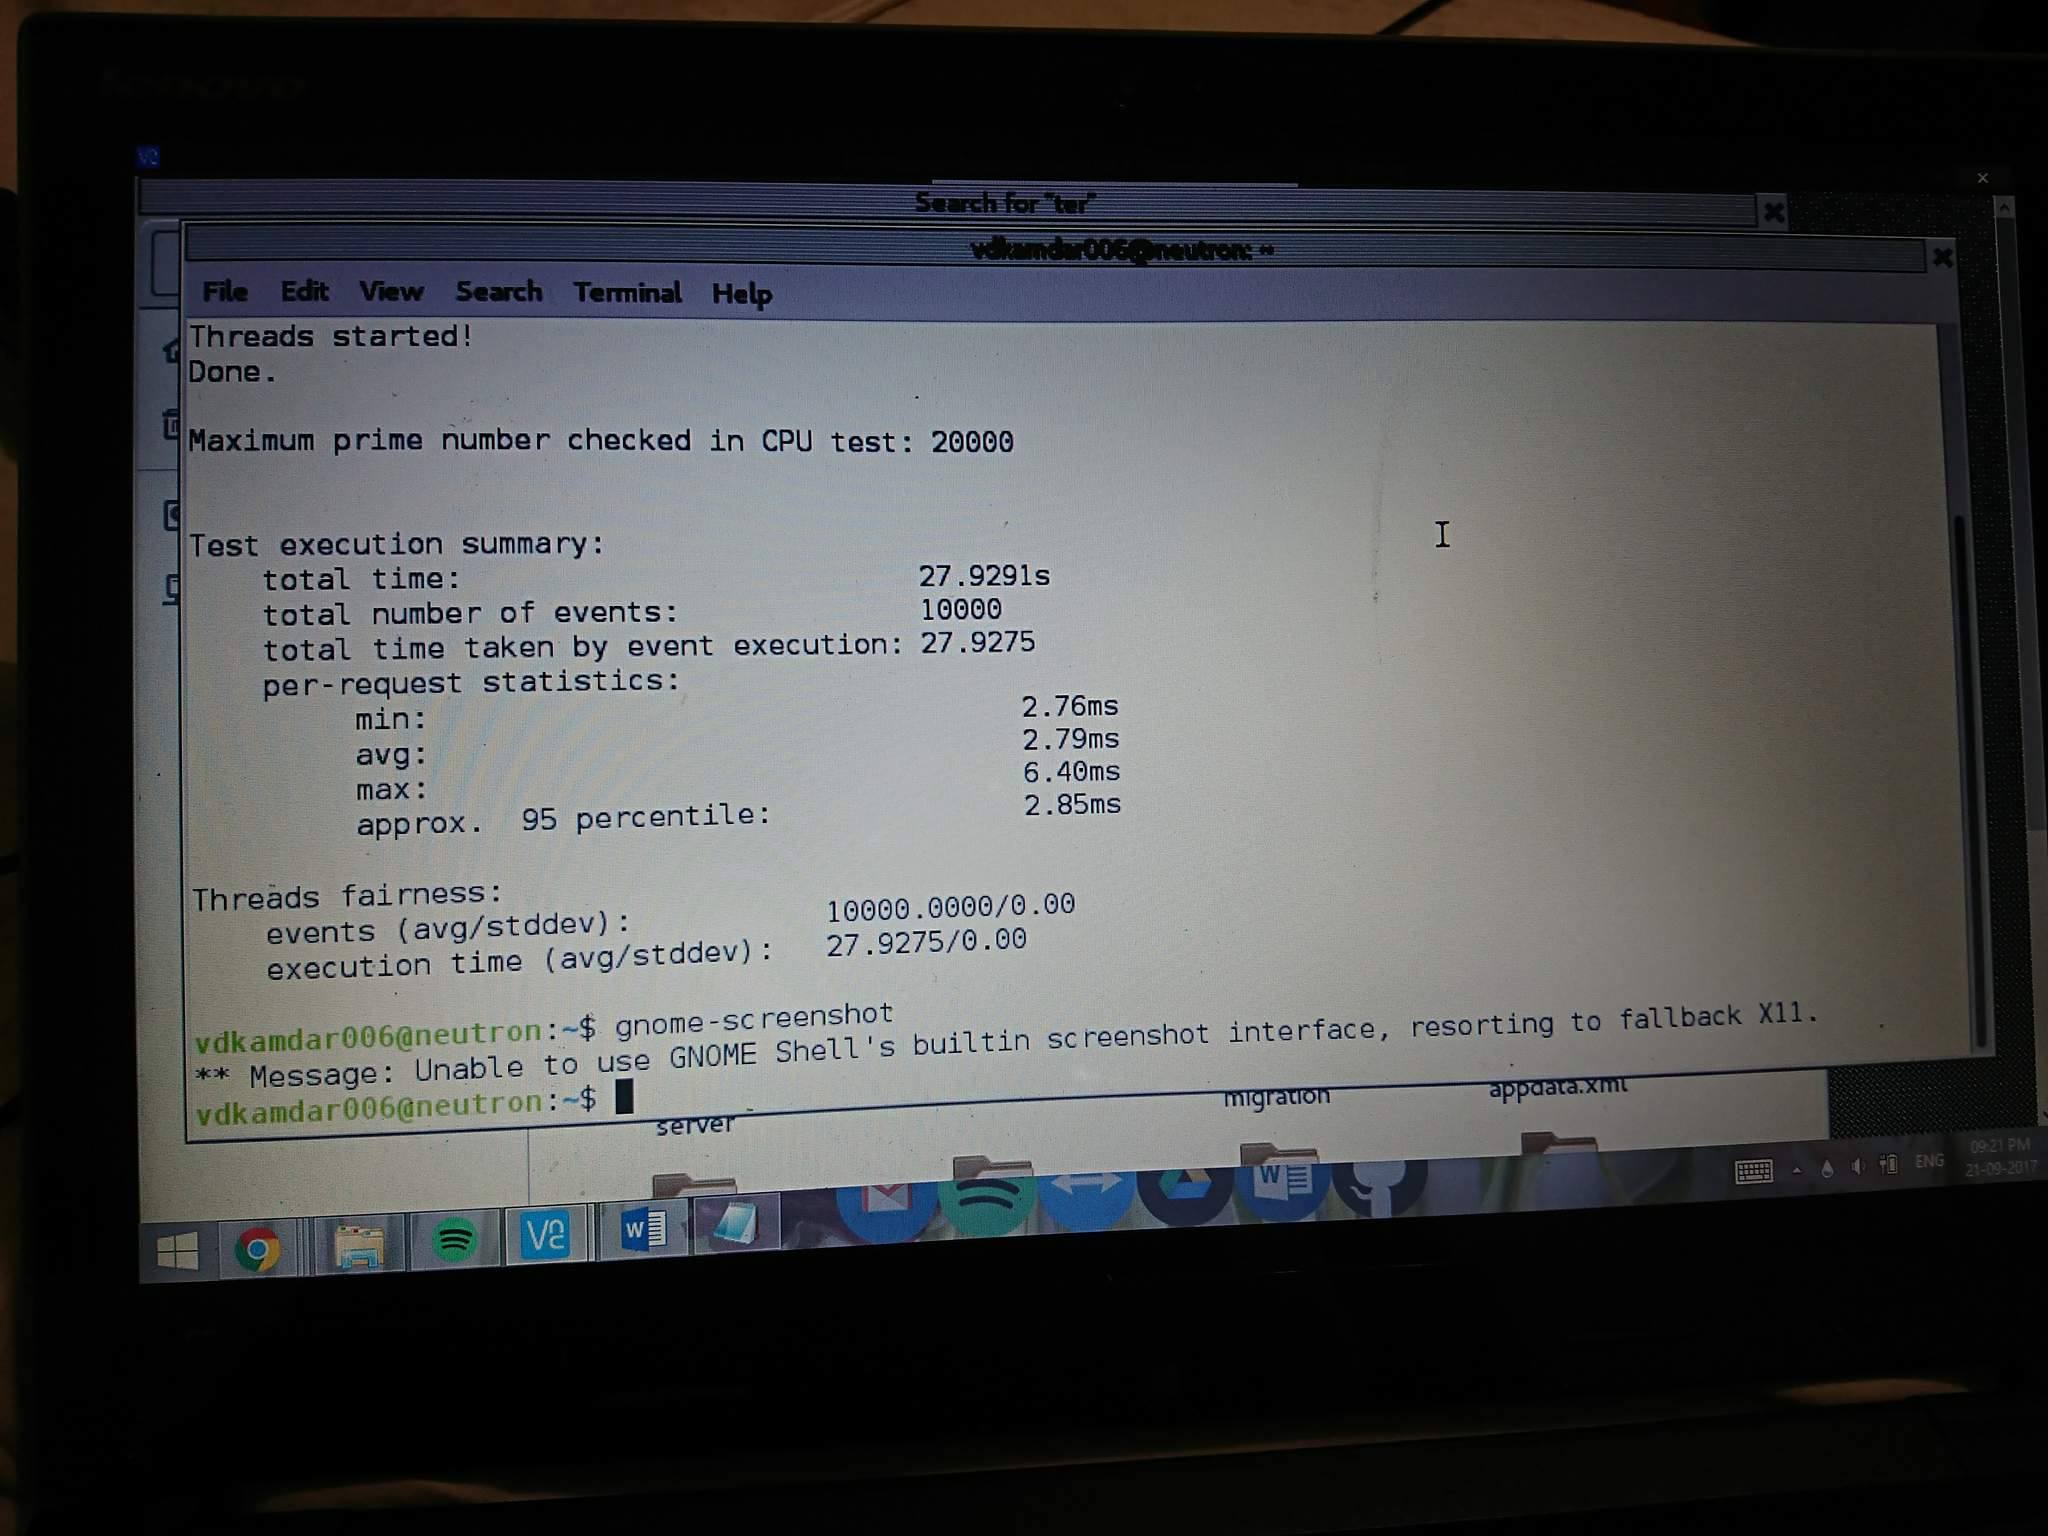 lenovo
V2
Search for "ter"
vdkamdar006@neutron: ~
File Edit View Search Terminal Help
Threads started!
Done.
Maximum prime number checked in CPU test: 20000
Test execution summary:
total time: 27.9291s
total number of events: 10000
total time taken by event execution: 27.9275
per-request statistics:
min: 2.76ms
avg: 2.79ms
max: 6.40ms
approx. 95 percentile: 2.85ms
Threads fairness:
events (avg/stddev): 10000.0000/0.00
execution time (avg/stddev): 27.9275/0.00
vdkamdar006@neutron:~$ gnome-screenshot
** Message: Unable to use GNOME Shell's builtin screenshot interface, resorting to fallback X11.
vdkamdar006@neutron:~$
server migration appdata.xml
W
ENG 09:21 PM
21-09-2017
V2 W